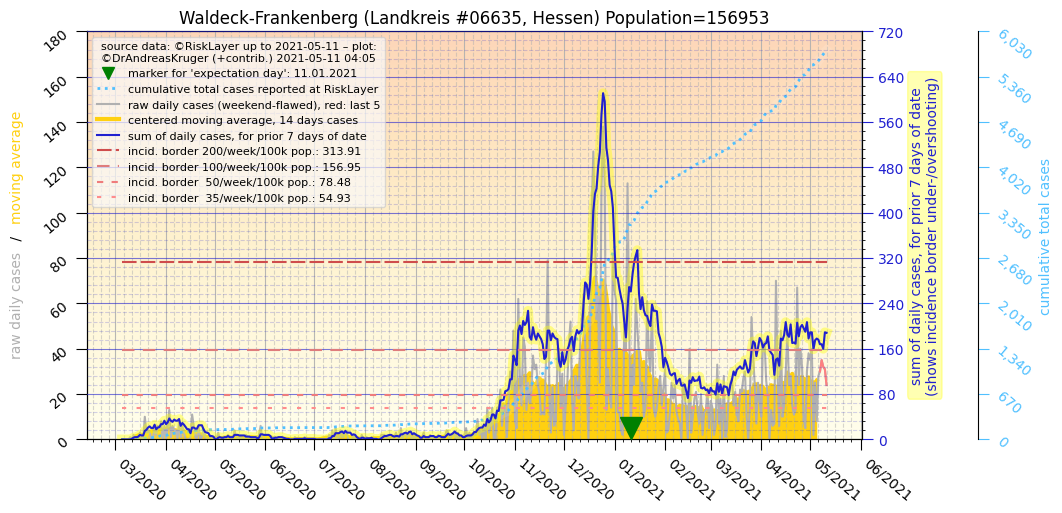 Waldeck-Frankenberg (Landkreis #06635, Hessen) Population=156953
source data: ©RiskLayer up to 2021-05-11 – plot:
©DrAndreasKruger (+contrib.) 2021-05-11 04:05
marker for 'expectation day': 11.01.2021
cumulative total cases reported at RiskLayer
raw daily cases (weekend-flawed), red: last 5
centered moving average, 14 days cases
sum of daily cases, for prior 7 days of date
incid. border 200/week/100k pop.: 313.91
incid. border 100/week/100k pop.: 156.95
incid. border  50/week/100k pop.: 78.48
incid. border  35/week/100k pop.: 54.93
raw daily cases / moving average
180
160
140
120
100
80
60
40
20
0
03/2020
04/2020
05/2020
06/2020
07/2020
08/2020
09/2020
10/2020
11/2020
12/2020
01/2021
02/2021
03/2021
04/2021
05/2021
06/2021
720
640
560
480
400
320
240
160
80
0
sum of daily cases, for prior 7 days of date
(shows incidence border under-/overshooting)
6,030
5,360
4,690
4,020
3,350
2,680
2,010
1,340
670
0
cumulative total cases